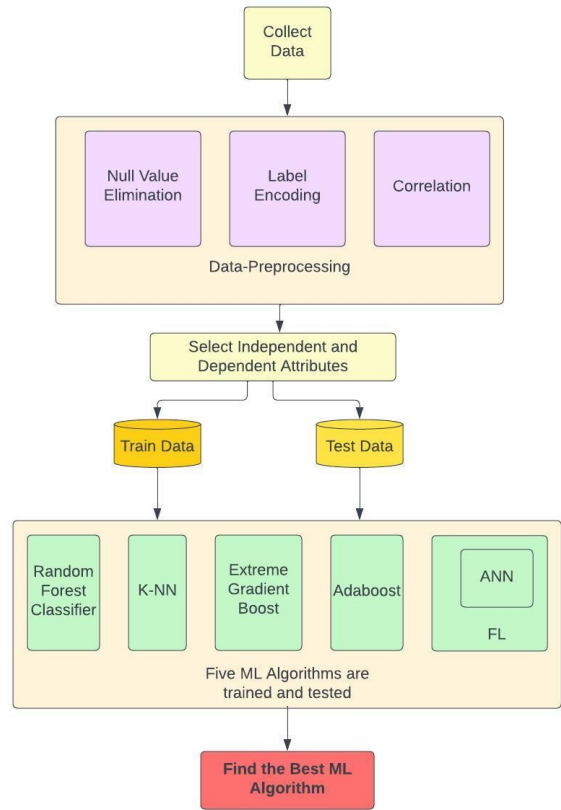 Collect
Data
Null Value
Elimination
Label
Encoding
Correlation
Data-Preprocessing
Select Independent and
Dependent Attributes
Train Data
Test Data
Random
Forest
Classifier
K-NN
Extreme
Gradient
Boost
Adaboost
ANN
FL
Five ML Algorithms are
trained and tested
Find the Best ML
Algorithm